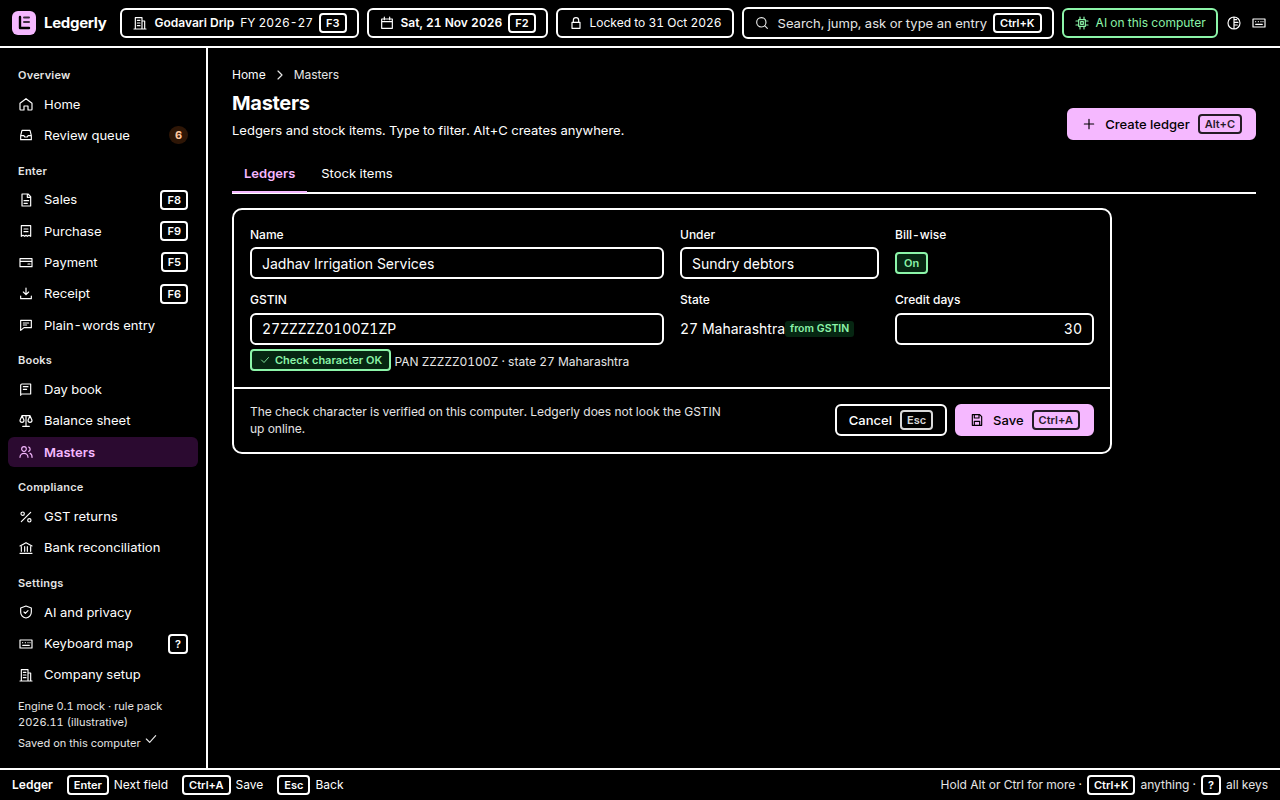 Ledgerly
Godavari Drip FY 2026-27 F3
Sat, 21 Nov 2026 F2
Locked to 31 Oct 2026
Search, jump, ask or type an entry Ctrl+K
AI on this computer
Overview
Home
Review queue 6
Enter
Sales F8
Purchase F9
Payment F5
Receipt F6
Plain-words entry
Books
Day book
Balance sheet
Masters
Compliance
GST returns
Bank reconciliation
Settings
AI and privacy
Keyboard map ?
Company setup
Engine 0.1 mock · rule pack
2026.11 (illustrative)
Saved on this computer
Home > Masters
Masters
Ledgers and stock items. Type to filter. Alt+C creates anywhere.
Create ledger Alt+C
Ledgers Stock items
Name Under Bill-wise
Jadhav Irrigation Services Sundry debtors On
GSTIN State Credit days
27ZZZZZ0100Z1ZP 27 Maharashtra from GSTIN 30
Check character OK PAN ZZZZZ0100Z · state 27 Maharashtra
The check character is verified on this computer. Ledgerly does not look the GSTIN
up online.
Cancel Esc Save Ctrl+A
Ledger Enter Next field Ctrl+A Save Esc Back
Hold Alt or Ctrl for more · Ctrl+K anything · ? all keys